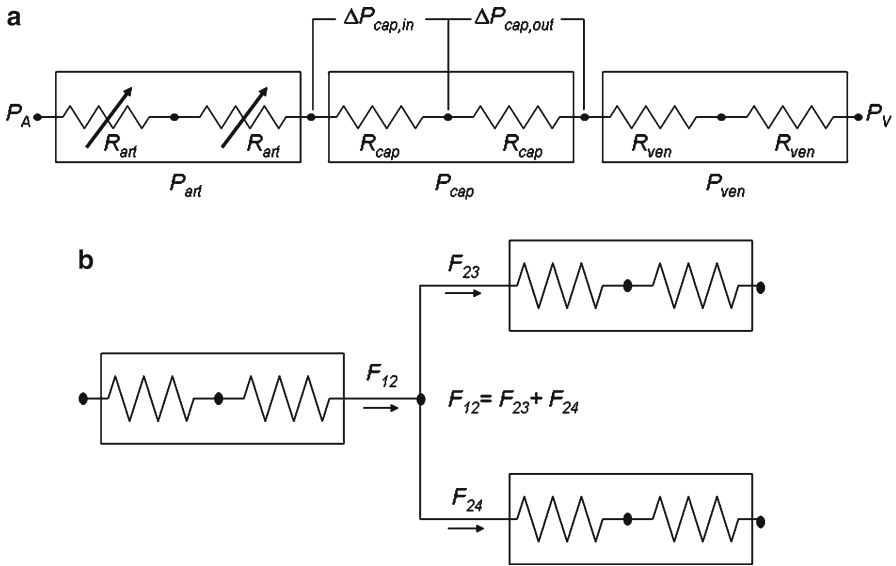 a
ΔP_cap,in ΔP_cap,out
P_A R_art R_art R_cap R_cap R_ven R_ven P_V
P_art P_cap P_ven
b
F_23
F_12
F_12= F_23+ F_24
F_24